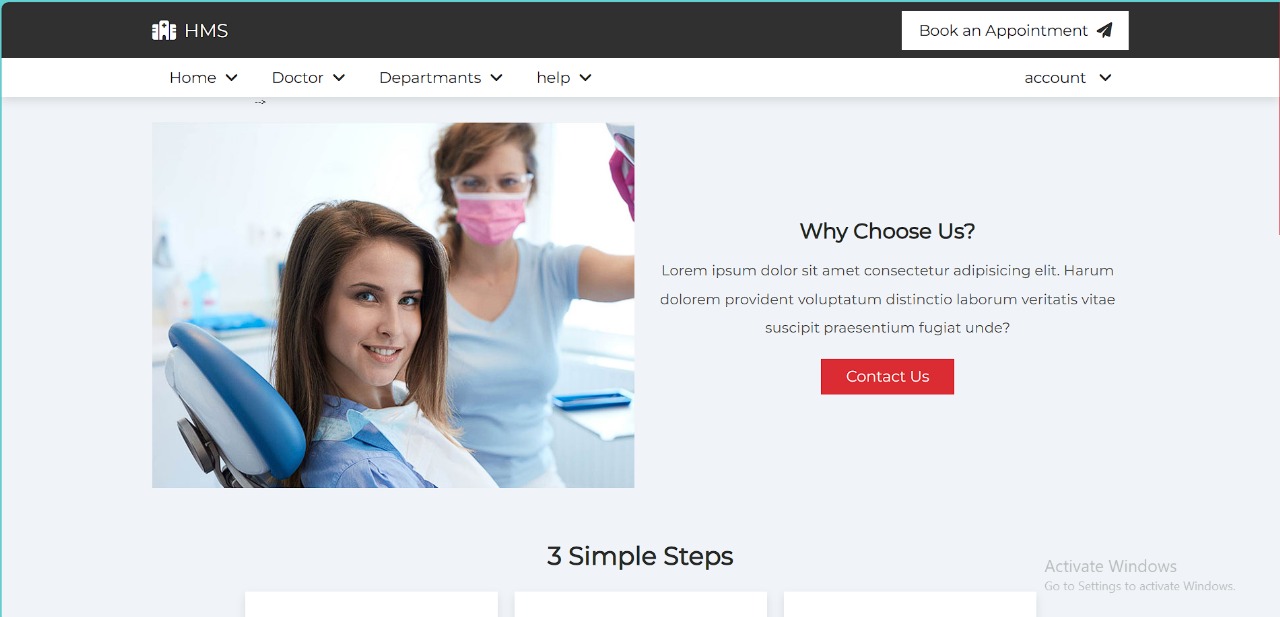 HMS
Book an Appointment
Home Doctor Departmants help account
-->
Why Choose Us?
Lorem ipsum dolor sit amet consectetur adipisicing elit. Harum
dolorem provident voluptatum distinctio laborum veritatis vitae
suscipit praesentium fugiat unde?
Contact Us
3 Simple Steps
Activate Windows
Go to Settings to activate Windows.